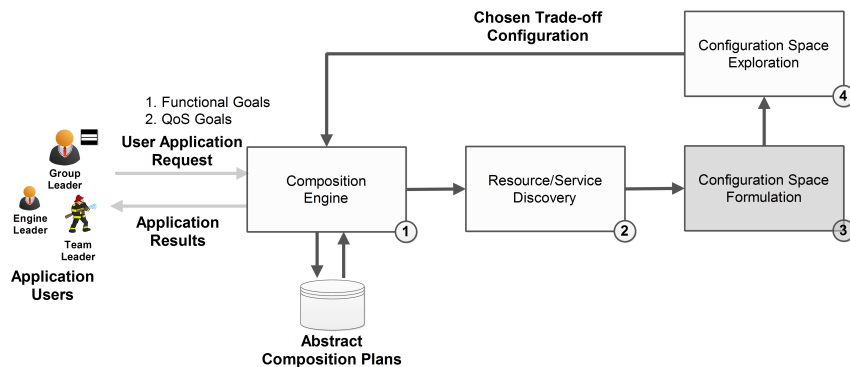 Chosen Trade-off
Configuration
Configuration Space
Exploration
4
1. Functional Goals
2. QoS Goals
User Application
Request
Group
Leader
Engine
Leader
Team
Leader
Application
Users
Application
Results
Composition
Engine
1
Resource/Service
Discovery
2
Configuration Space
Formulation
3
Abstract
Composition Plans